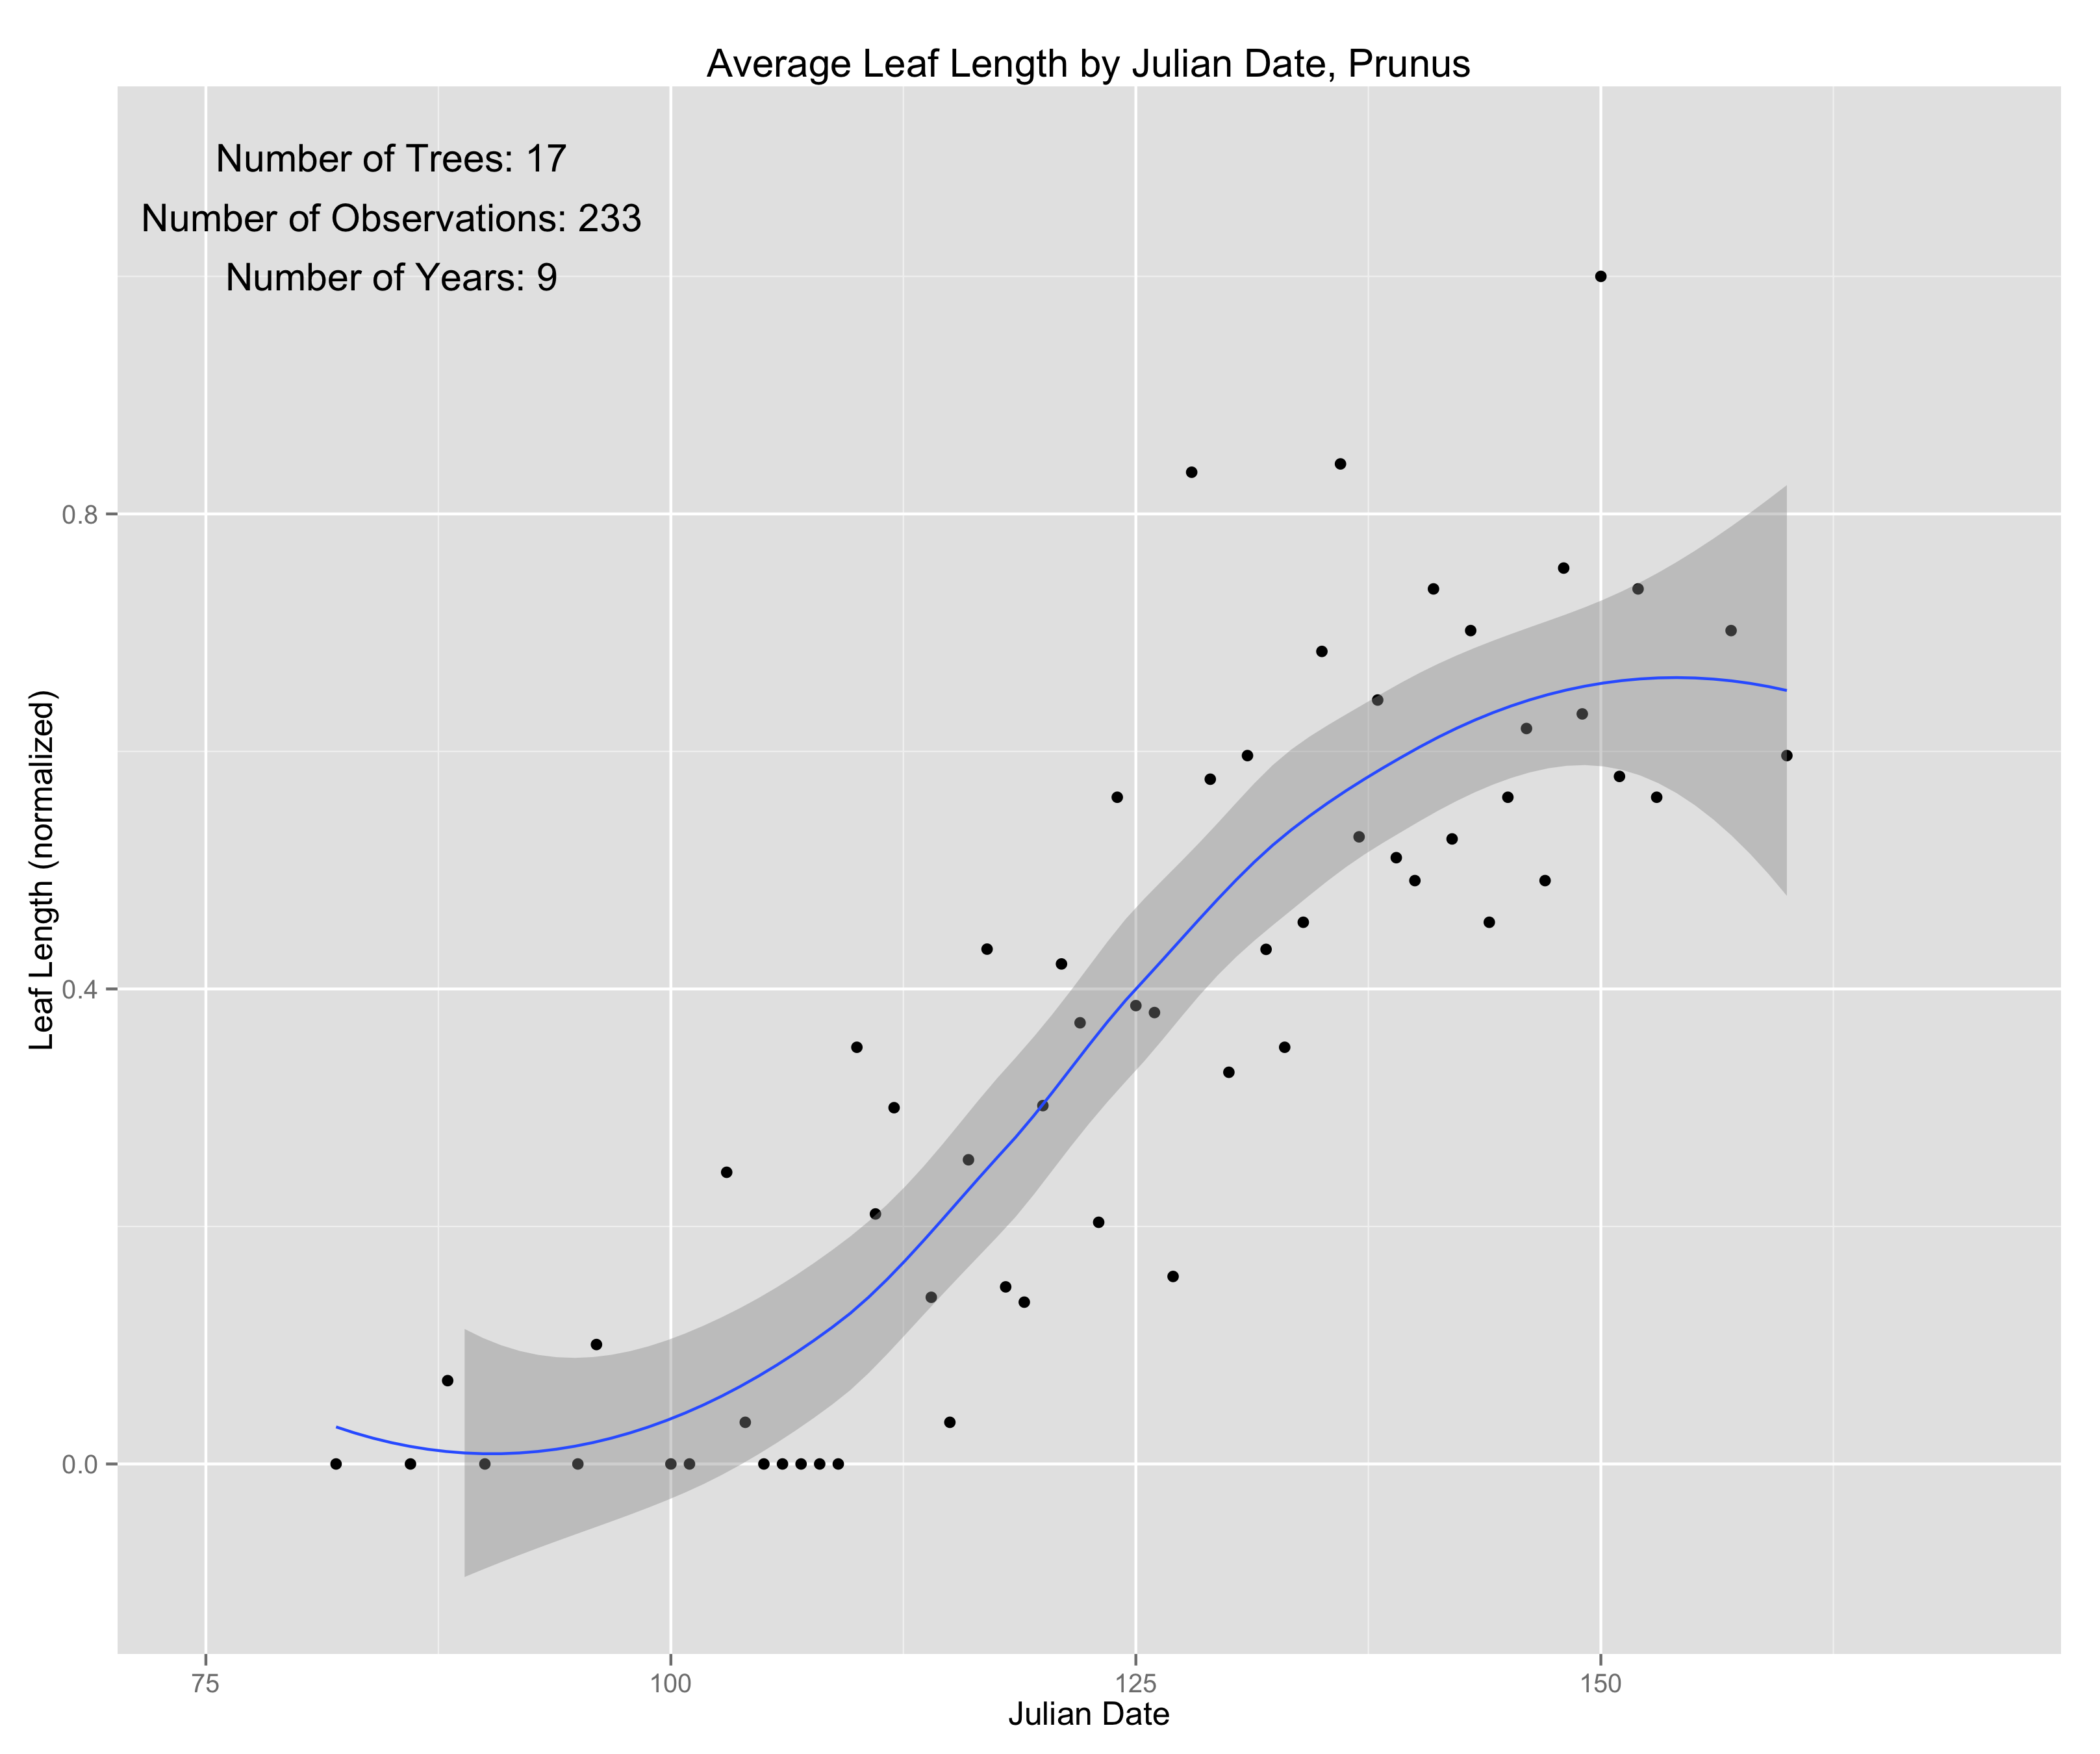 Average Leaf Length by Julian Date, Prunus
Number of Trees: 17
Number of Observations: 233
Number of Years: 9
0.8
0.4
0.0
Leaf Length (normalized)
75
100
125
150
Julian Date